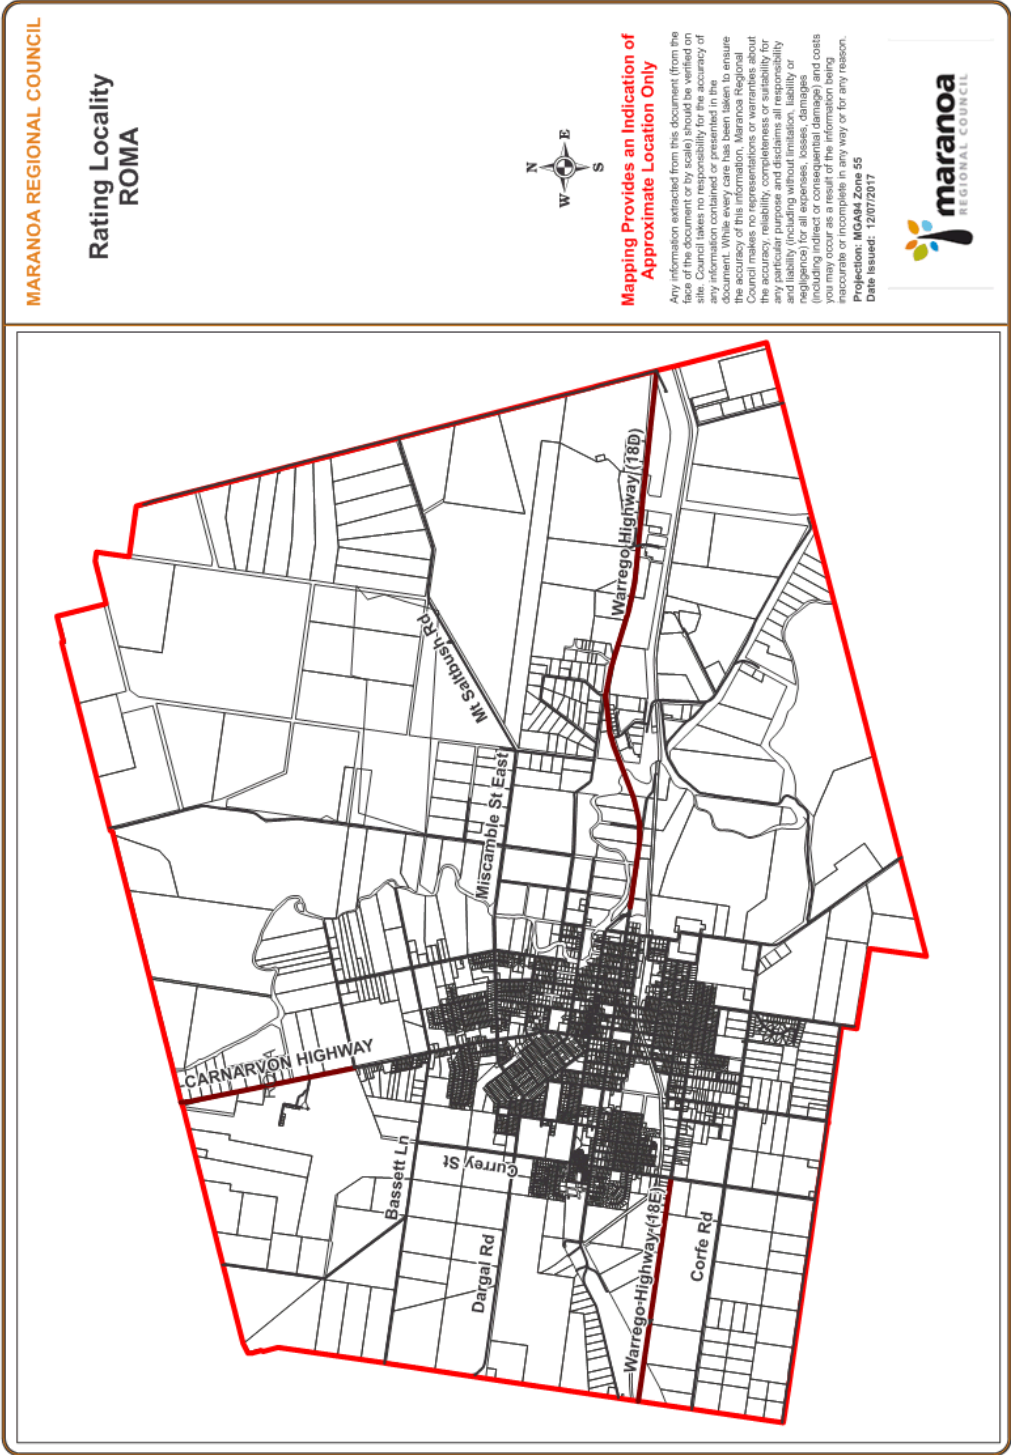 MARANOA REGIONAL COUNCIL
Rating Locality
ROMA
N
W E
S
Mapping Provides an Indication of
Approximate Location Only
Any information extracted from this document (from the
face of the document or by scale) should be verified on
site. Council takes no responsibility for the accuracy of
any information contained or presented in the
document. While every care has been taken to ensure
the accuracy of this information, Maranoa Regional
Council makes no representations or warranties about
the accuracy, reliability, completeness or suitability for
any particular purpose and disclaims all responsibility
and liability (including without limitation, liability or
negligence) for all expenses, losses, damages
(including indirect or consequential damage) and costs
you may occur as a result of the information being
inaccurate or incomplete in any way or for any reason.
Projection: MGA94 Zone 55
Date Issued: 12/07/2017
maranoa
REGIONAL COUNCIL
CARNARVON HIGHWAY
Mt Saltbush Rd
Bassett Ln
Currey St
Miscamble St East
Dargal Rd
Warrego Highway (18D)
Warrego Highway (18E)
Corfe Rd